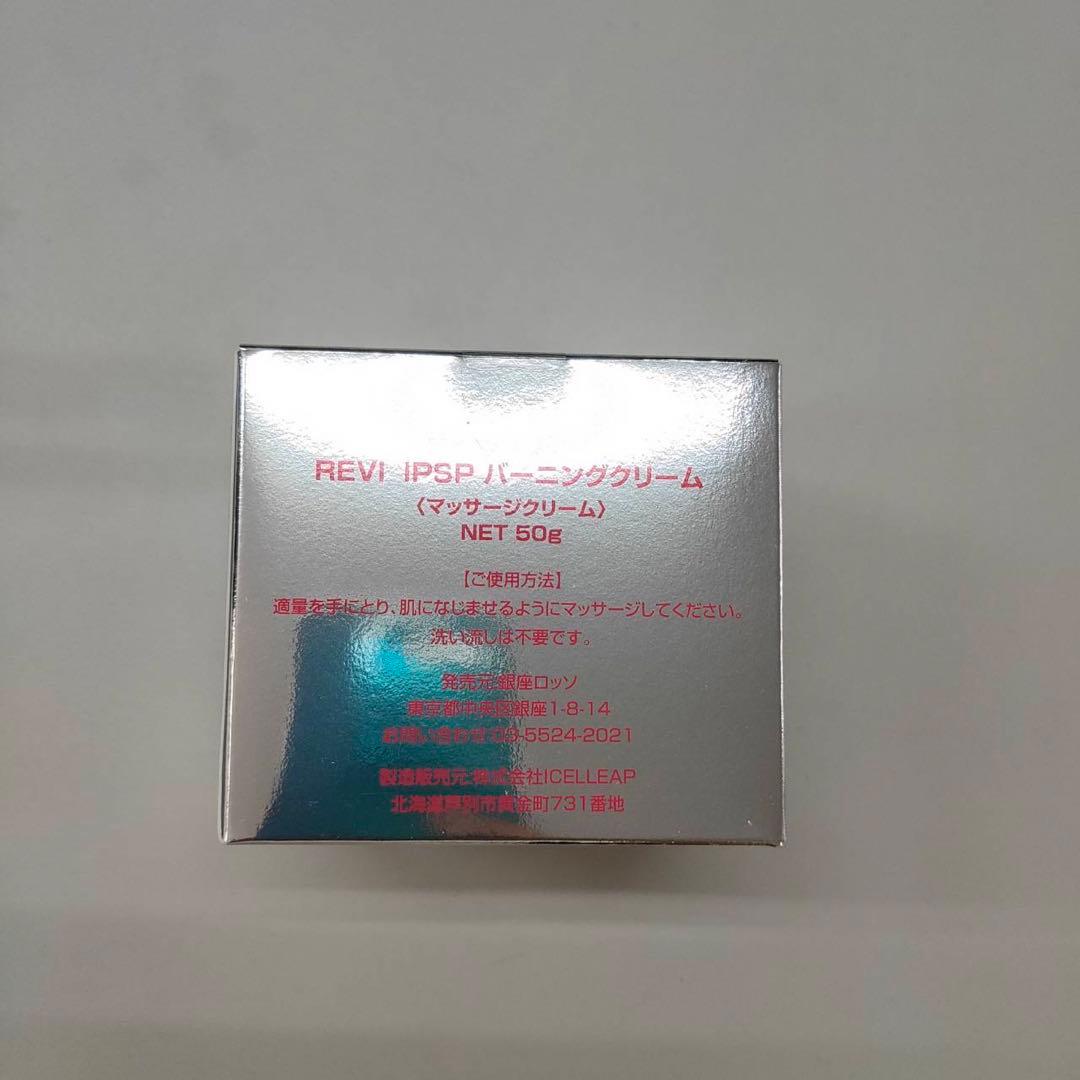 REVI IPSP バーニングクリーム
〈マッサージクリーム〉
NET 50g
【ご使用方法】
適量を手にとり、肌になじませるようにマッサージしてください。
洗い流しは不要です。
発売元:銀座ロッソ
東京都中央区銀座1-8-14
お問い合わせ:03-5524-2021
製造販売元:株式会社ICELLEAP
北海道芦別市黄金町731番地